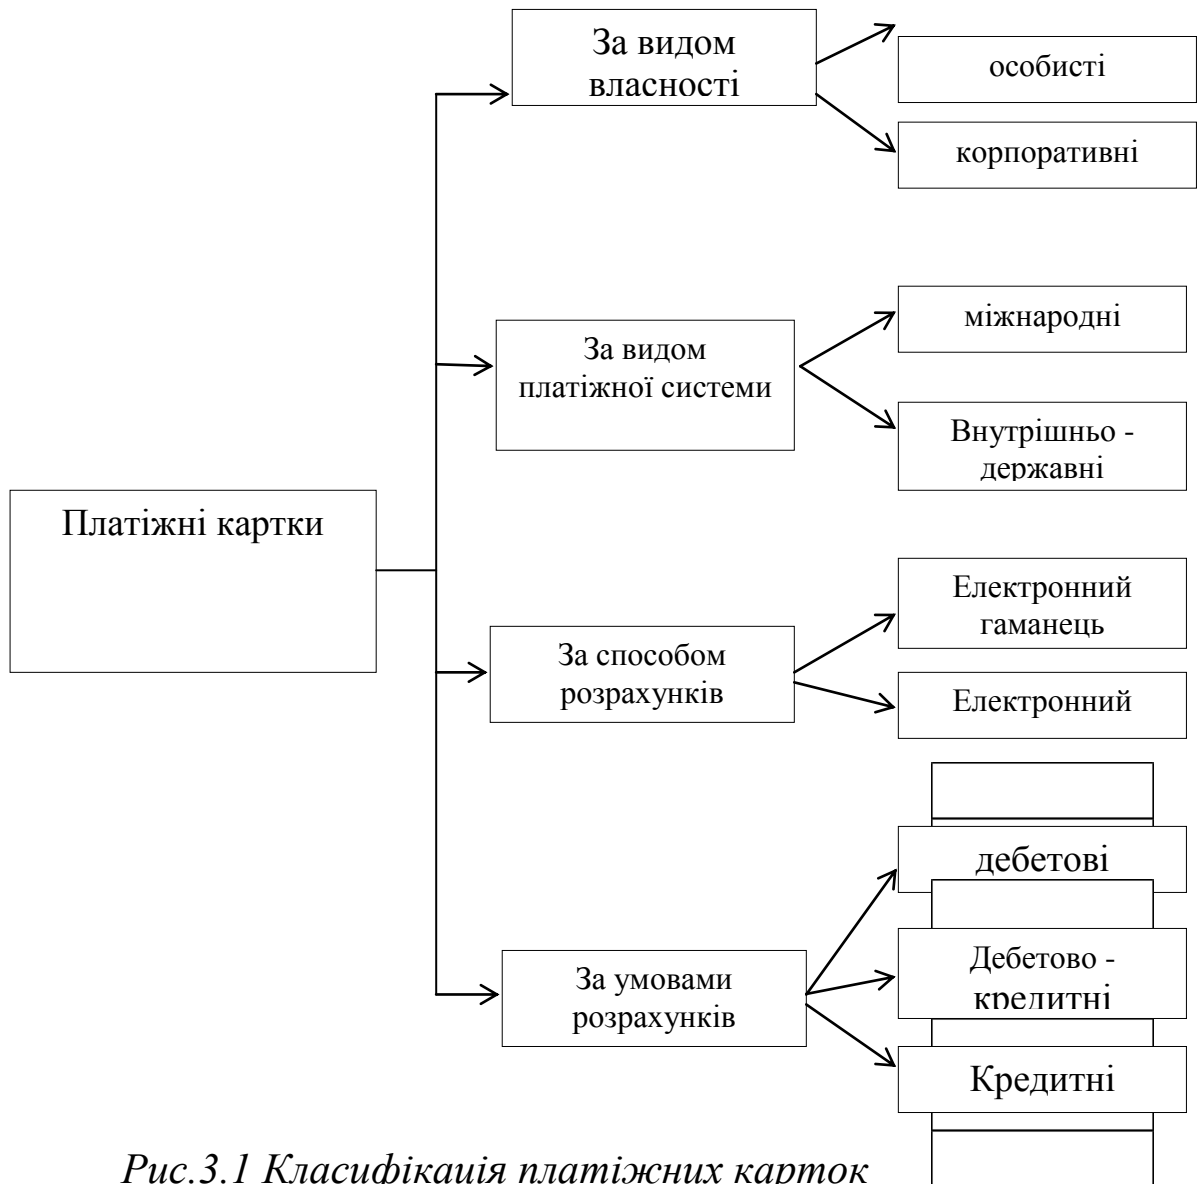 За видом
власності
особисті
корпоративні
За видом
платіжної системи
міжнародні
Внутрішньо -
державні
Платіжні картки
За способом
розрахунків
Електронний
гаманець
Електронний
За умовами
розрахунків
дебетові
Дебетово -
кредитні
Кредитні
Рис.3.1 Класифікація платіжних карток